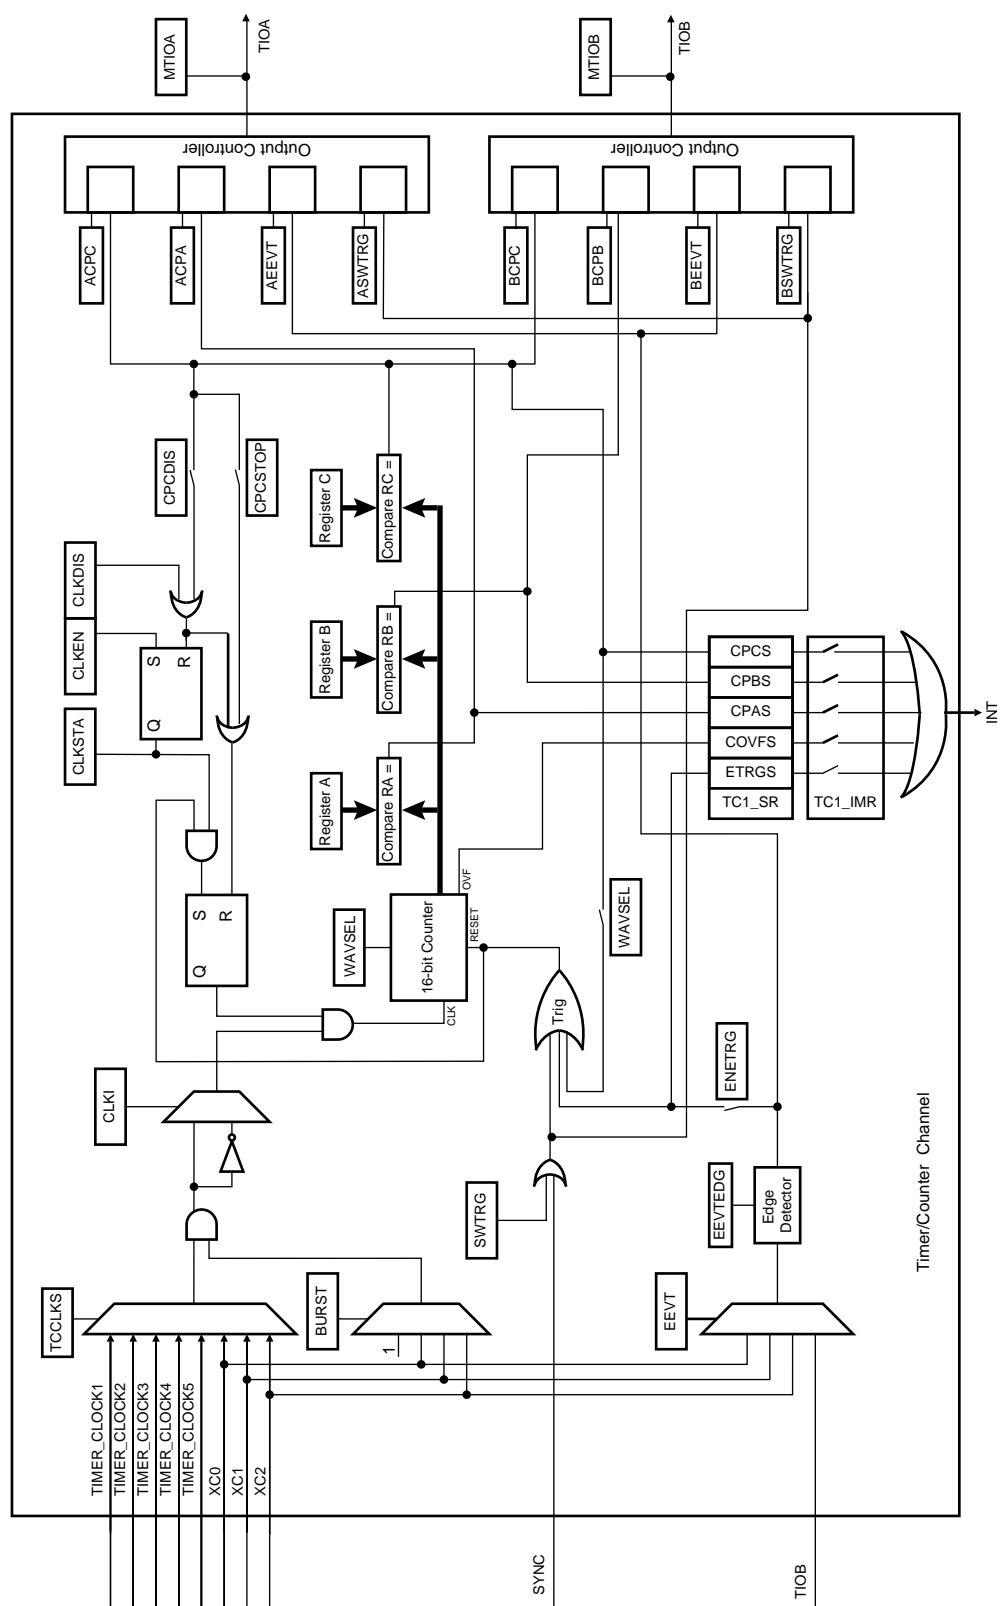 MTIOA
TIOA
MTIOB
TIOB
Output Controller
Output Controller
ACPC
ACPA
AEEVT
ASWTRG
BCPC
BCPB
BEEVT
BSWTRG
CPCDIS
CPCSTOP
CLKDIS
CLKEN
CLKSTA
S
R
Q
S
R
Q
Register C
Compare RC =
Register B
Compare RB =
Register A
Compare RA =
WAVSEL
16-bit Counter
OVF
RESET
CLK
CPCS
CPBS
CPAS
COVFS
ETRGS
TC1_SR
TC1_IMR
INT
WAVSEL
Trig
ENETRG
CLKI
SWTRG
EEVTEDG
Edge
Detector
Timer/Counter Channel
TCCLKS
BURST
1
EEVT
TIMER_CLOCK1
TIMER_CLOCK2
TIMER_CLOCK3
TIMER_CLOCK4
TIMER_CLOCK5
XC0
XC1
XC2
SYNC
TIOB